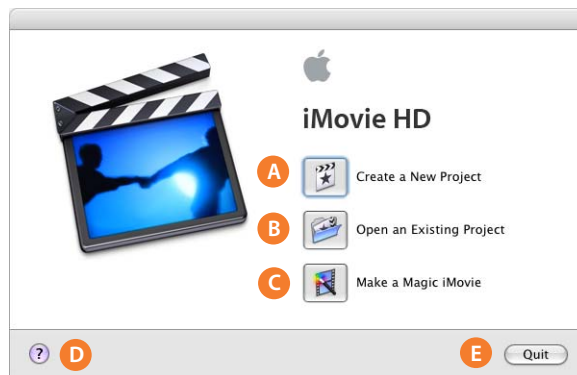 iMovie HD
A Create a New Project
B Open an Existing Project
C Make a Magic iMovie
? D E Quit